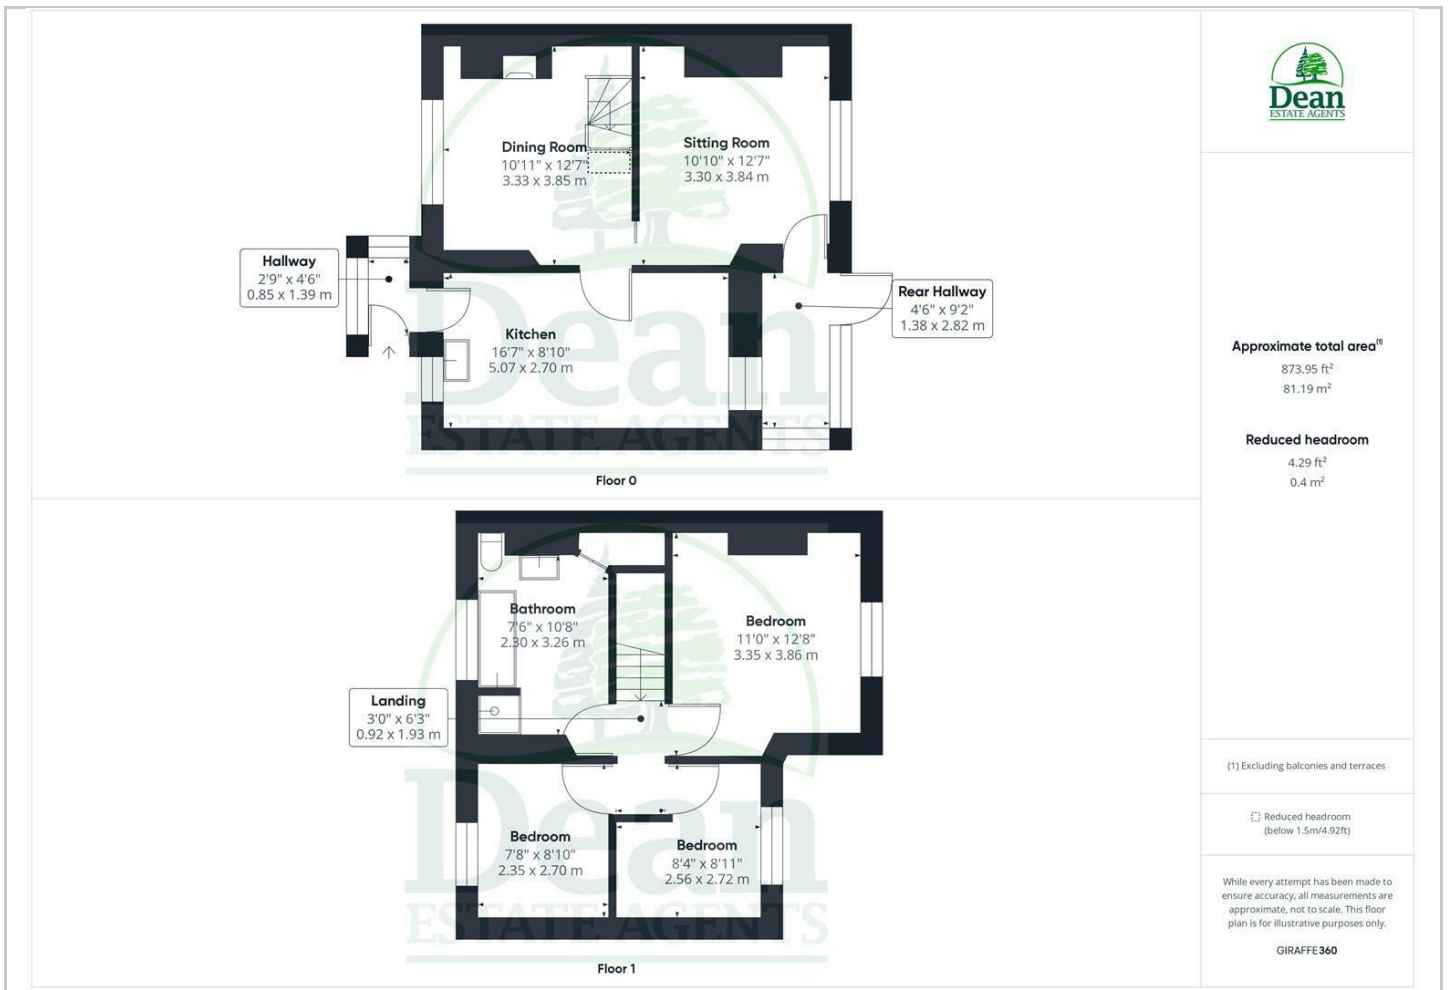 Dining Room
10'11" x 12'7"
3.33 x 3.85 m
Sitting Room
10'10" x 12'7"
3.30 x 3.84 m
Hallway
2'9" x 4'6"
0.85 x 1.39 m
Rear Hallway
4'6" x 9'2"
1.38 x 2.82 m
Kitchen
16'7" x 8'10"
5.07 x 2.70 m
Dean
ESTATE AGENTS
Floor 0
Bathroom
7'6" x 10'8"
2.30 x 3.26 m
Bedroom
11'0" x 12'8"
3.35 x 3.86 m
Landing
3'0" x 6'3"
0.92 x 1.93 m
Bedroom
7'8" x 8'10"
2.35 x 2.70 m
Bedroom
8'4" x 8'11"
2.56 x 2.72 m
Dean
ESTATE AGENTS
Floor 1
Dean
ESTATE AGENTS
Approximate total area(1)
873.95 ft²
81.19 m²
Reduced headroom
4.29 ft²
0.4 m²
(1) Excluding balconies and terraces
Reduced headroom
(below 1.5m/4.92ft)
While every attempt has been made to
ensure accuracy, all measurements are
approximate, not to scale. This floor
plan is for illustrative purposes only.
GIRAFFE360